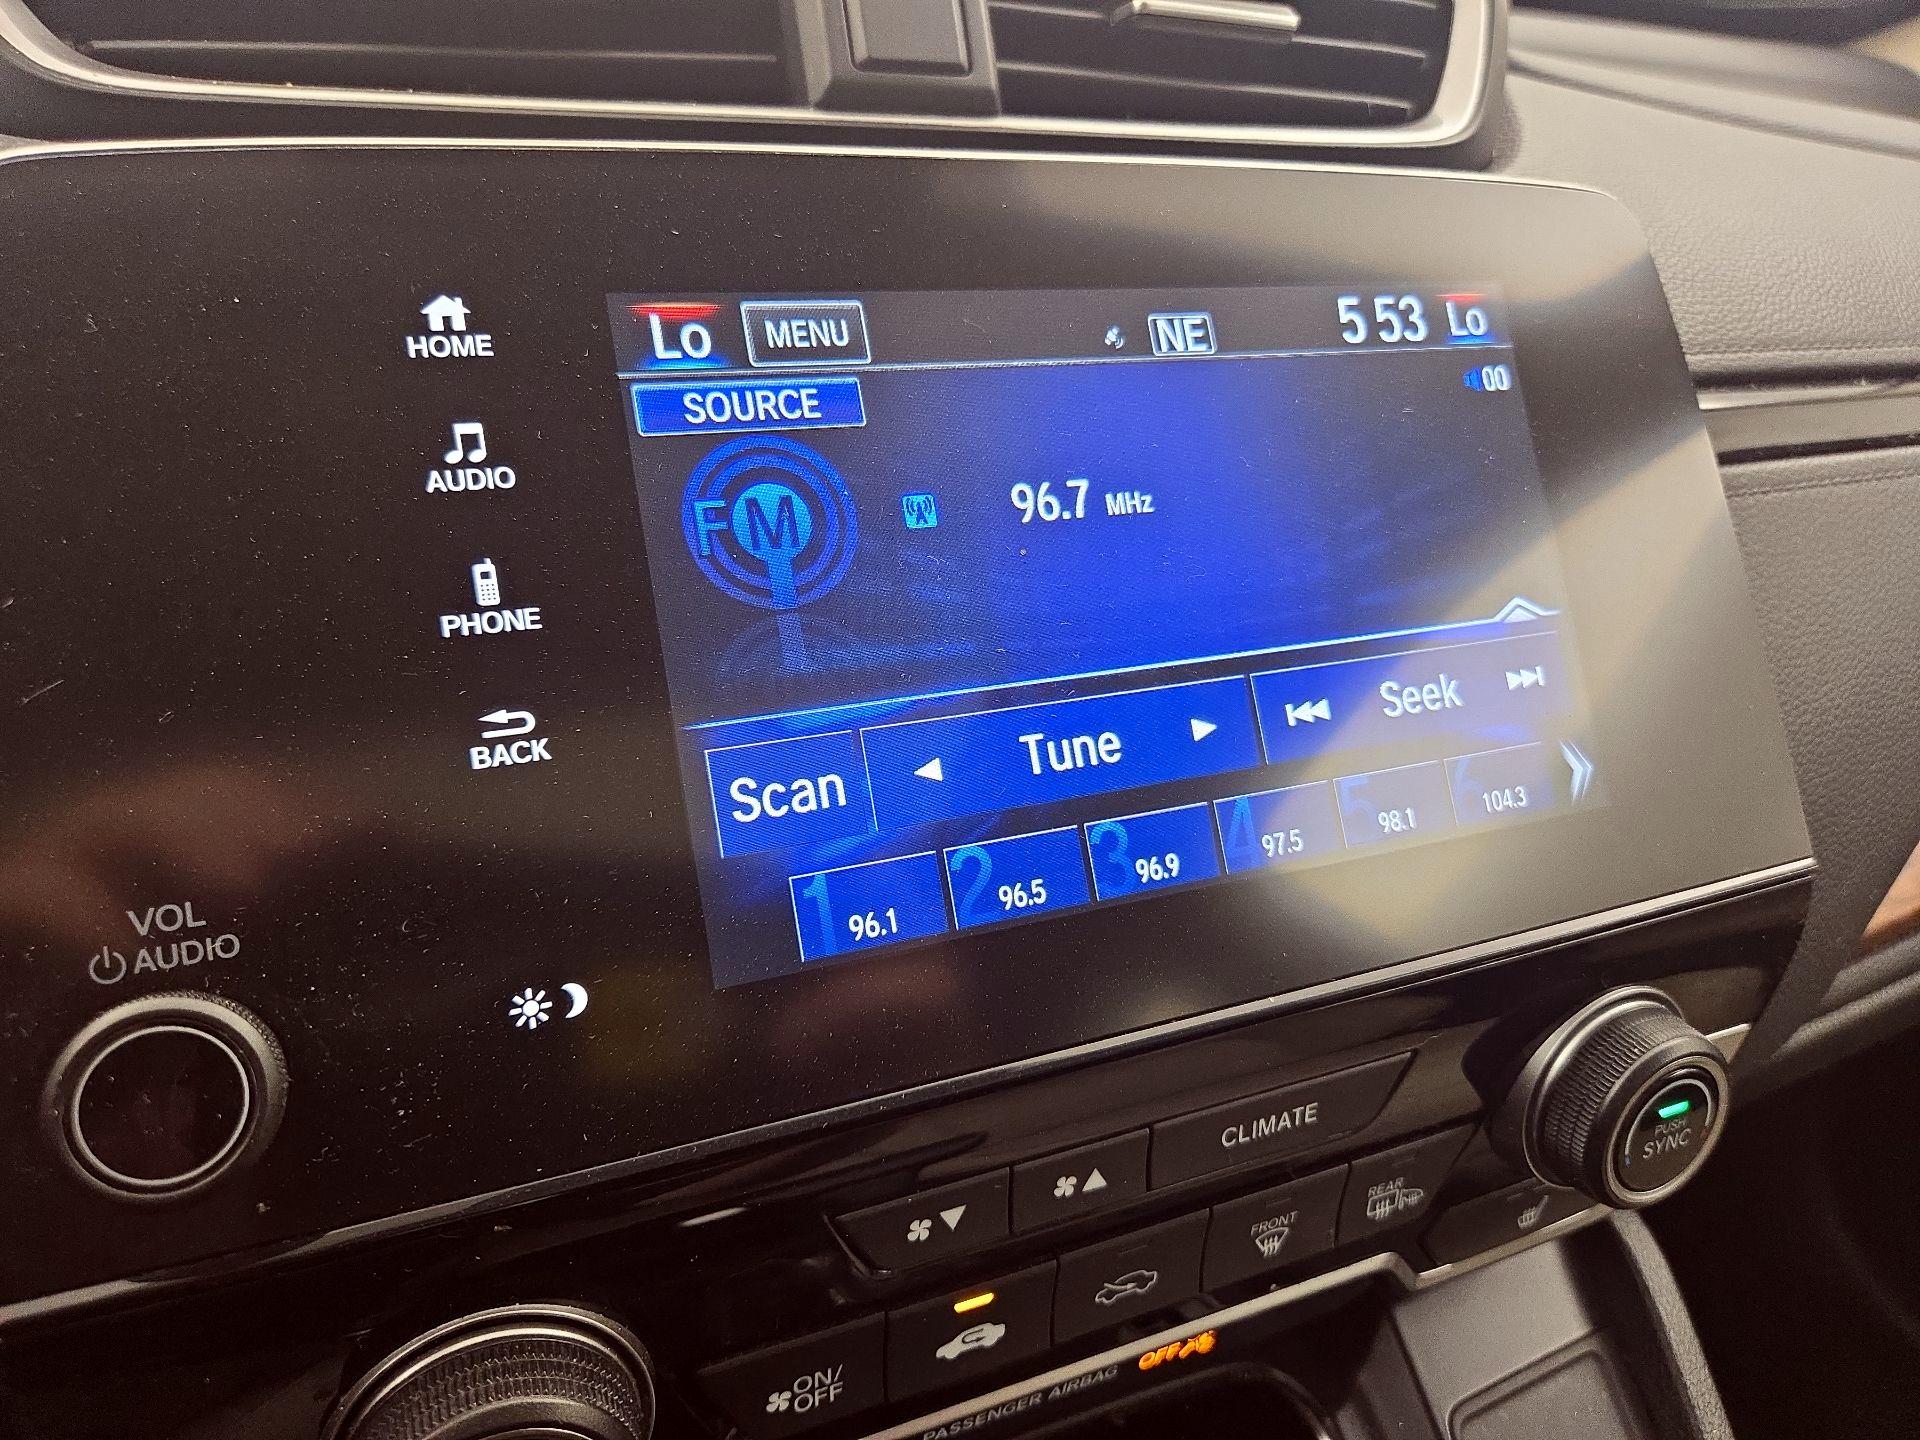 HOME
AUDIO
PHONE
BACK
VOL
AUDIO
Lo MENU NE 5 53 Lo
SOURCE 00
FM 96.7 MHz
Scan Tune Seek
1 96.1 2 96.5 3 96.9 4 97.5 5 98.1 6 104.3
CLIMATE
PUSH
SYNC
FRONT
REAR
ON/
OFF
PASSENGER AIRBAG OFF